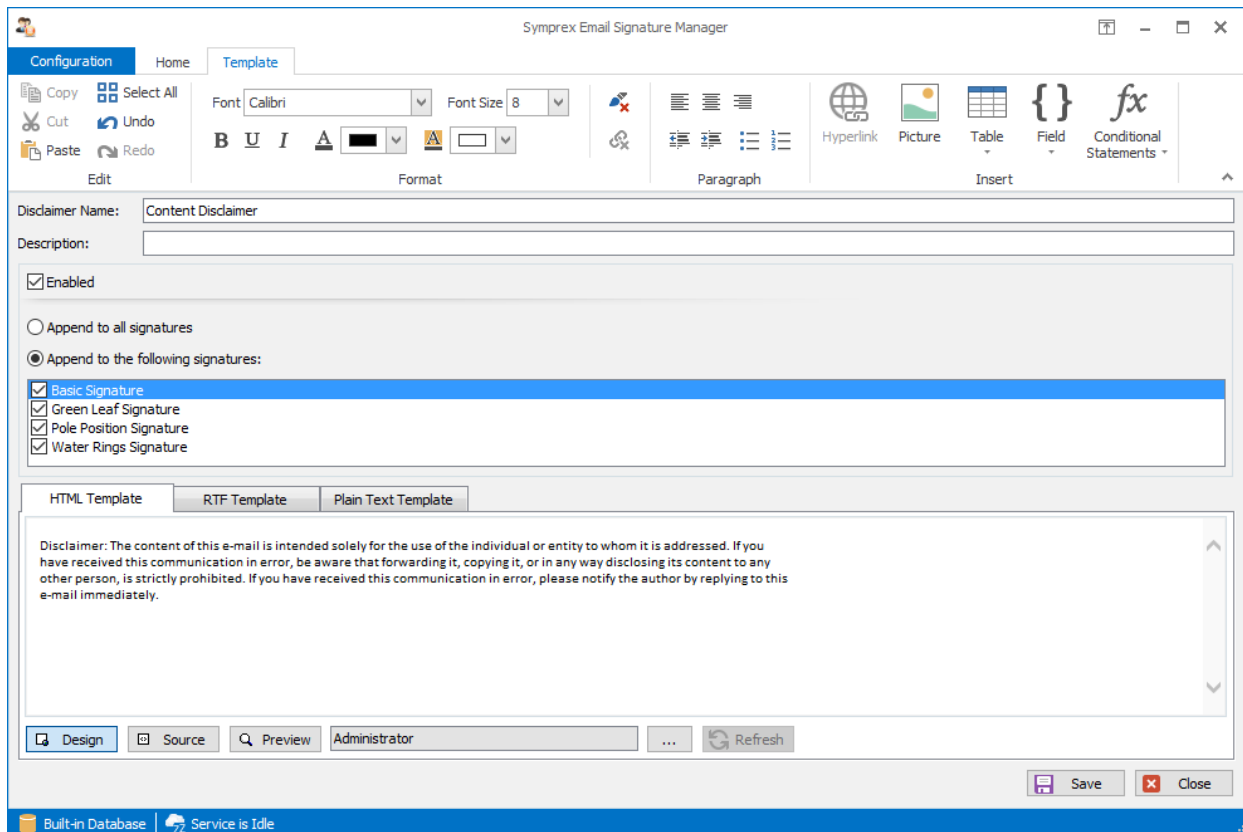 Symprex Email Signature Manager
Configuration Home Template
Copy Select All Font Calibri Font Size 8
Cut Undo
Paste Redo B U I A A
Hyperlink Picture Table { } Field fx Conditional Statements
Edit Format Paragraph Insert
Disclaimer Name: Content Disclaimer
Description:
Enabled
Append to all signatures
Append to the following signatures:
Basic Signature
Green Leaf Signature
Pole Position Signature
Water Rings Signature
HTML Template RTF Template Plain Text Template
Disclaimer: The content of this e-mail is intended solely for the use of the individual or entity to whom it is addressed. If you
have received this communication in error, be aware that forwarding it, copying it, or in any way disclosing its content to any
other person, is strictly prohibited. If you have received this communication in error, please notify the author by replying to this
e-mail immediately.
Design Source Preview Administrator ... Refresh
Save Close
Built-in Database Service is Idle